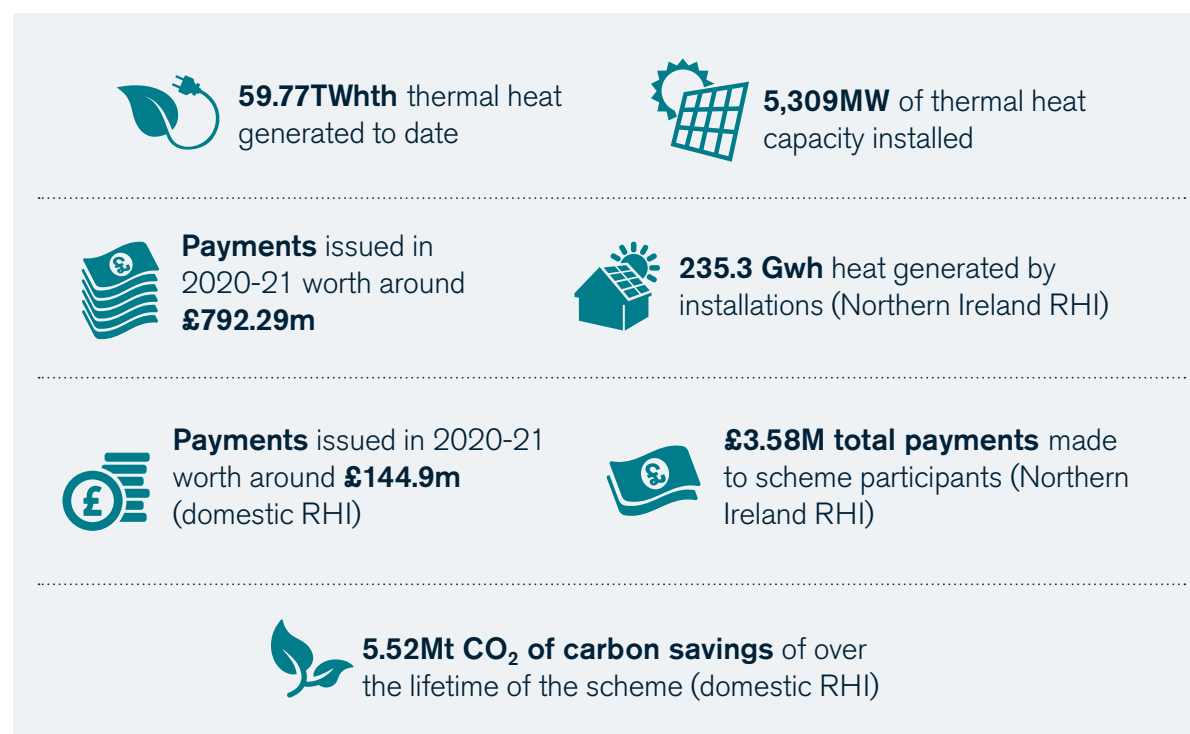 59.77TWhth thermal heat
generated to date
5,309MW of thermal heat
capacity installed
Payments issued in
2020-21 worth around
£792.29m
235.3 Gwh heat generated by
installations (Northern Ireland RHI)
Payments issued in 2020-21
worth around £144.9m
(domestic RHI)
£3.58M total payments made
to scheme participants (Northern
Ireland RHI)
5.52Mt CO₂ of carbon savings of over
the lifetime of the scheme (domestic RHI)